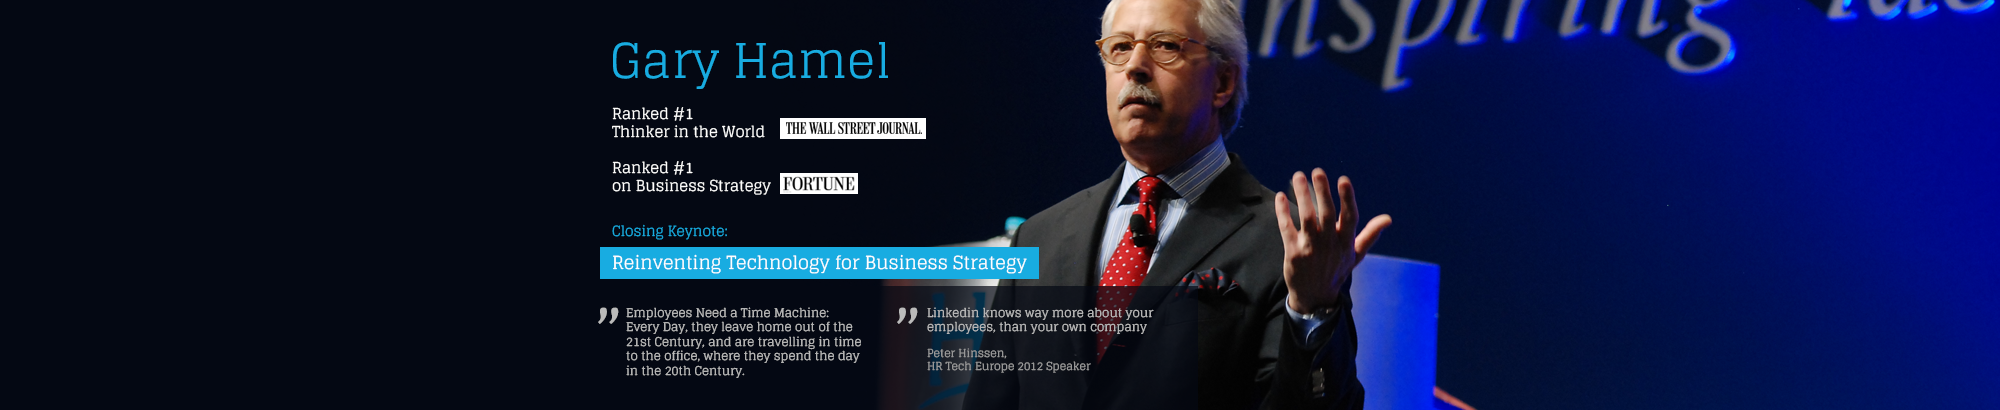 Gary Hamel
Ranked #1
Thinker in the World
THE WALL STREET JOURNAL.
Ranked #1
on Business Strategy
FORTUNE
Closing Keynote:
Reinventing Technology for Business Strategy
” Employees Need a Time Machine:
Every Day, they leave home out of the
21st Century, and are travelling in time
to the office, where they spend the day
in the 20th Century.
” Linkedin knows way more about your
employees, than your own company
Peter Hinssen,
HR Tech Europe 2012 Speaker
nspiring